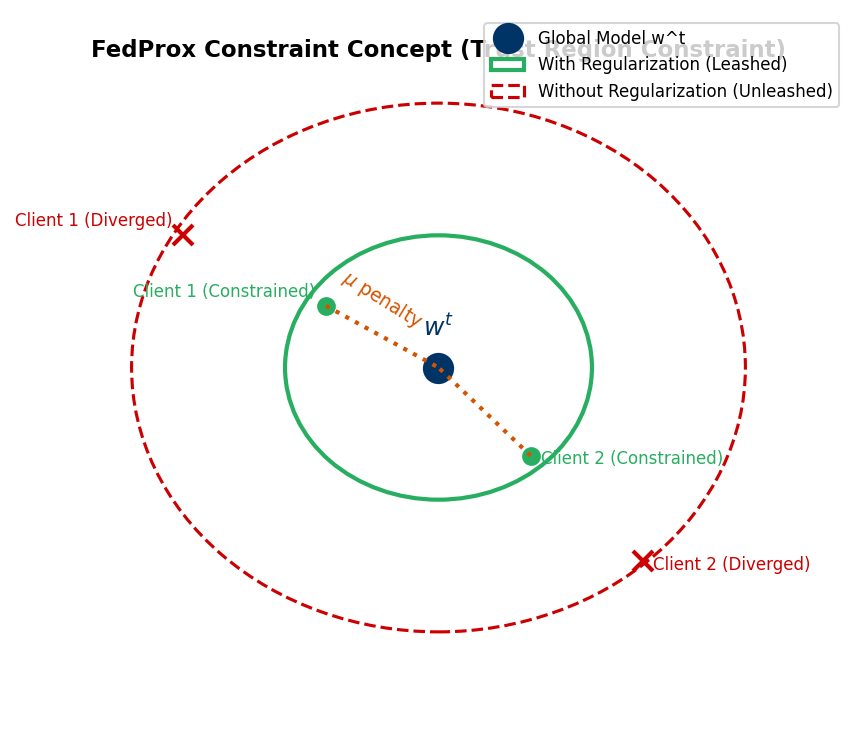 FedProx Constraint Concept (Trust Region Constraint)
Global Model w^t
With Regularization (Leashed)
Without Regularization (Unleashed)
Client 1 (Diverged)
Client 1 (Constrained)
μ penalty
wᵗ
Client 2 (Constrained)
Client 2 (Diverged)